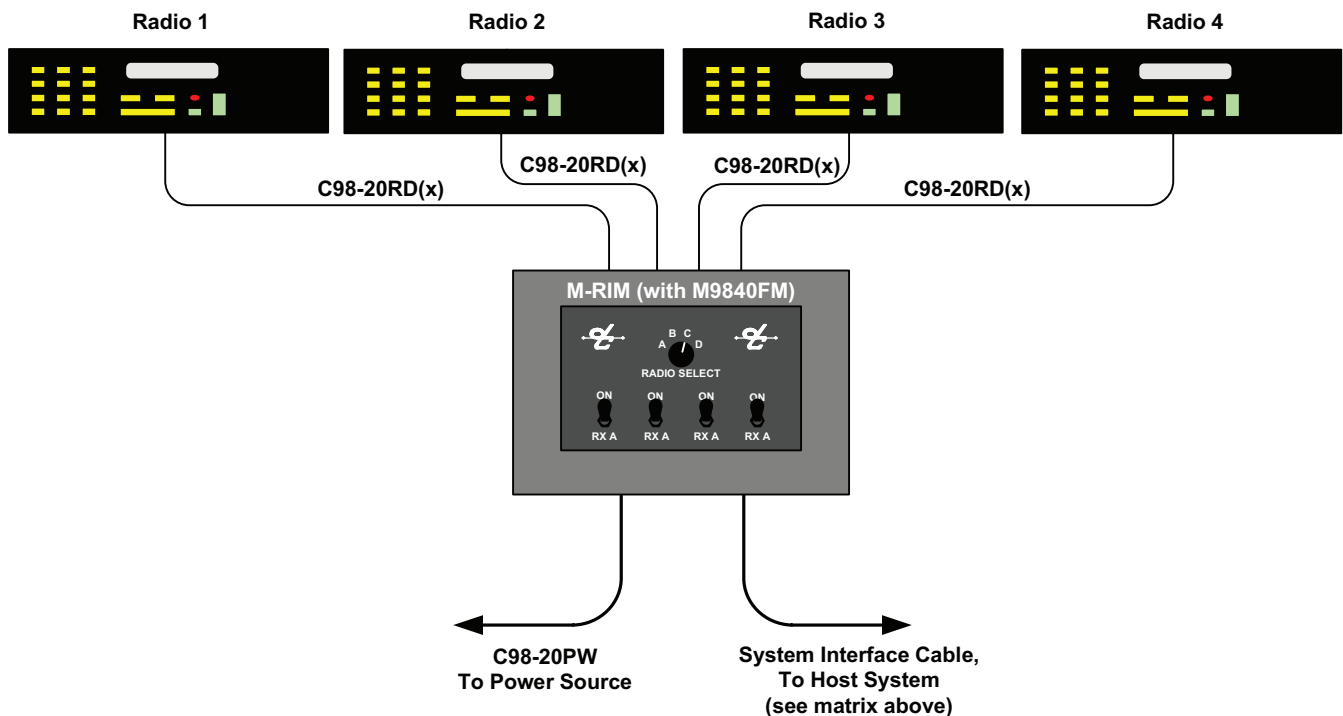 Radio 1
Radio 2
Radio 3
Radio 4
C98-20RD(x)
C98-20RD(x)
C98-20RD(x)
C98-20RD(x)
M-RIM (with M9840FM)
B C
A D
RADIO SELECT
ON ON ON ON
RX A RX A RX A RX A
C98-20PW
To Power Source
System Interface Cable,
To Host System
(see matrix above)